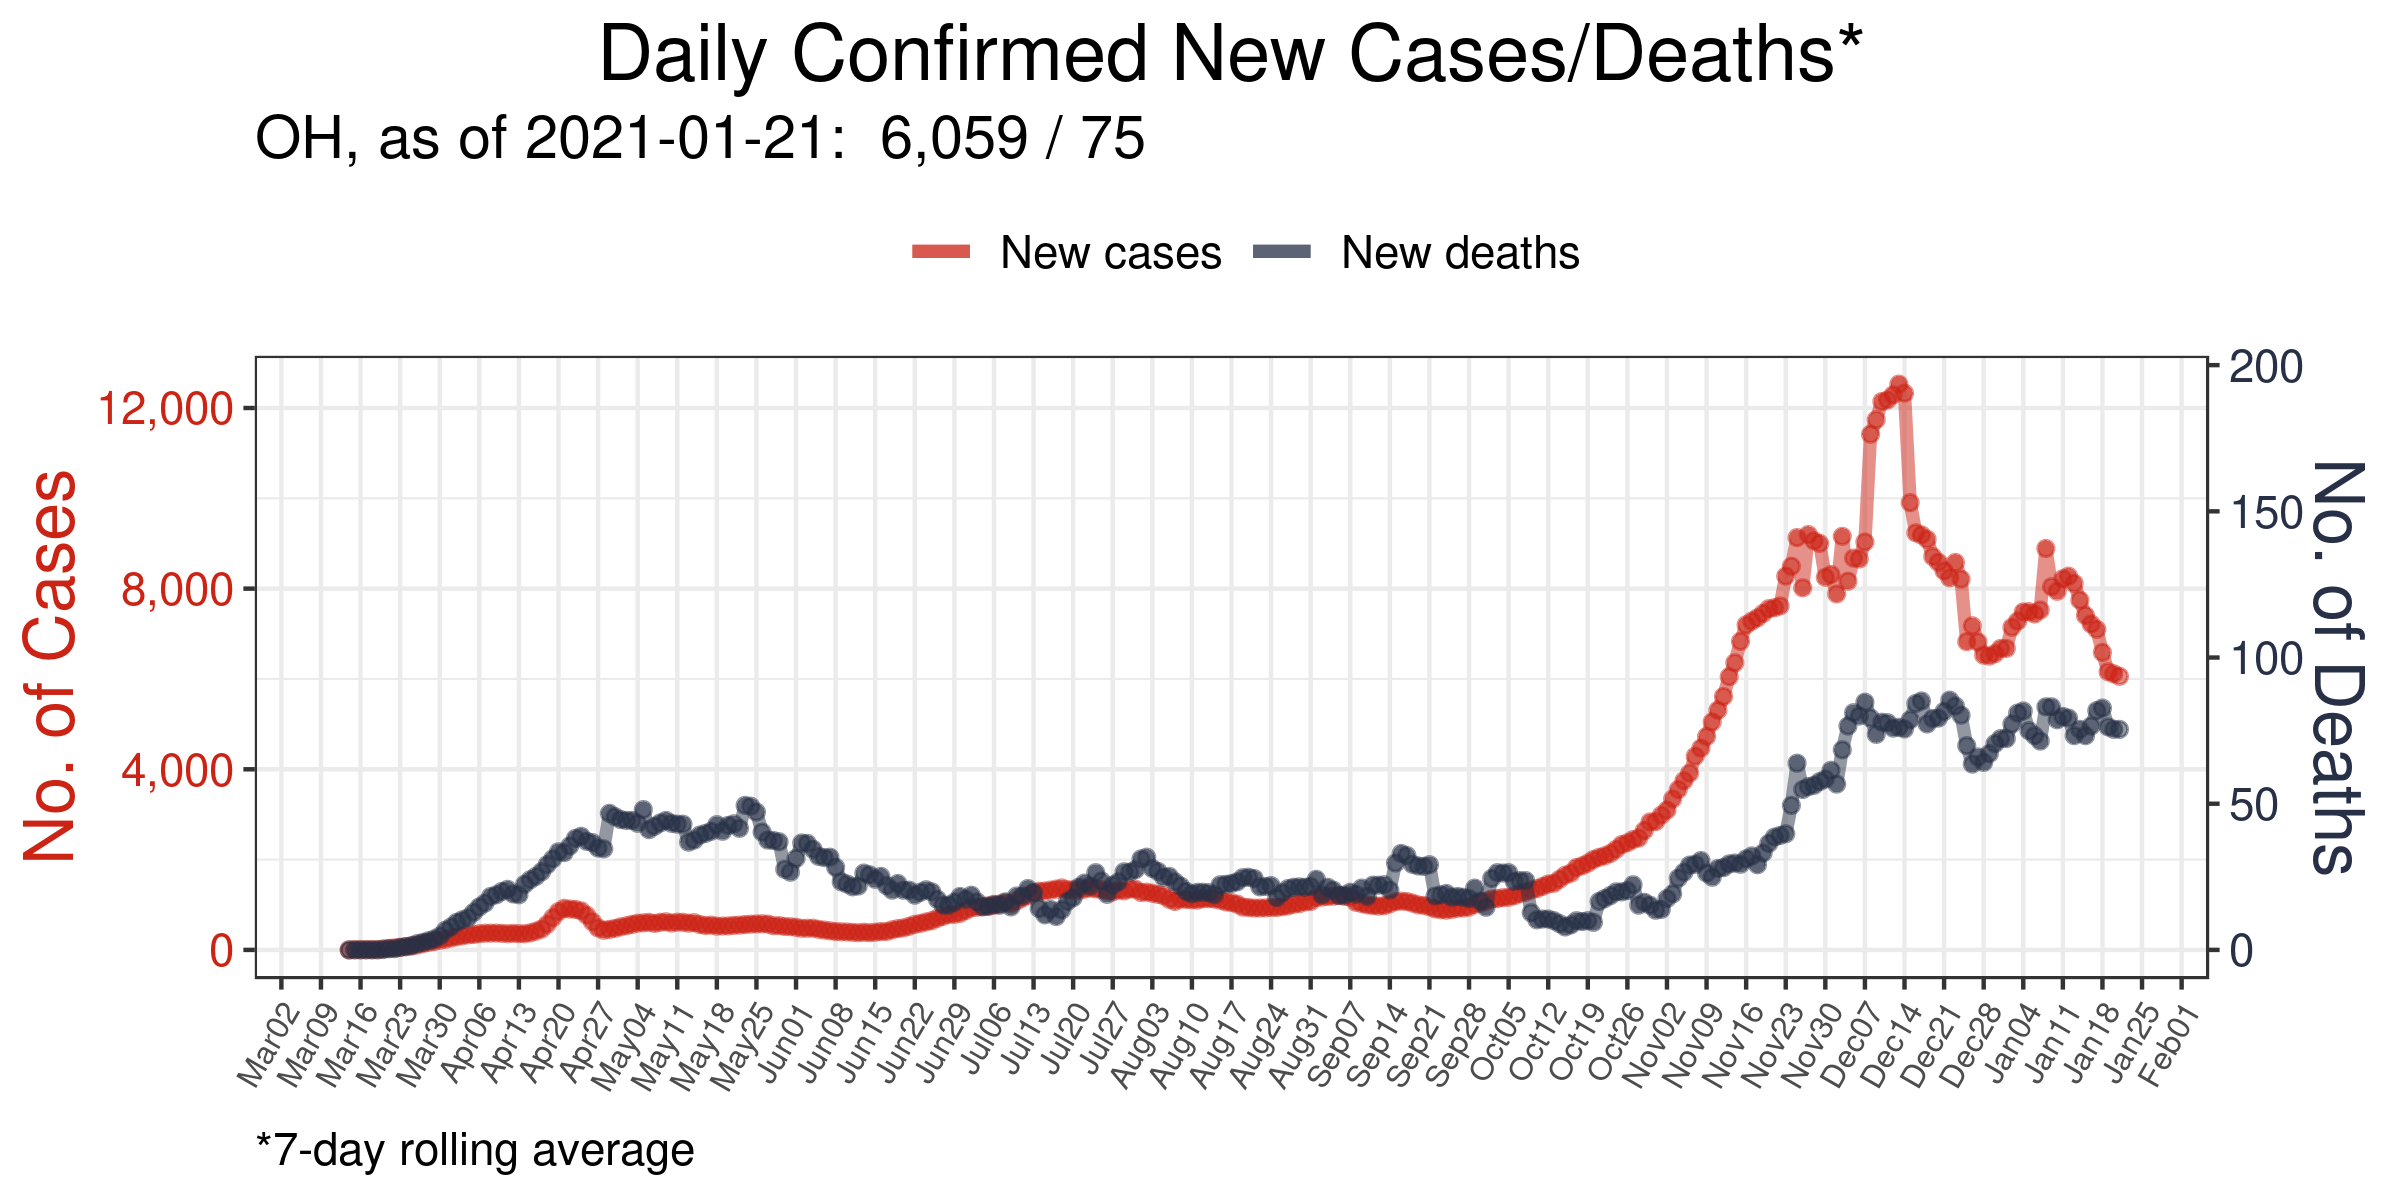 Daily Confirmed New Cases/Deaths*
OH, as of 2021-01-21:  6,059 / 75
New cases
New deaths
No. of Cases
12,000
8,000
4,000
0
200
150
100
50
0
No. of Deaths
Mar02
Mar09
Mar16
Mar23
Mar30
Apr06
Apr13
Apr20
Apr27
May04
May11
May18
May25
Jun01
Jun08
Jun15
Jun22
Jun29
Jul06
Jul13
Jul20
Jul27
Aug03
Aug10
Aug17
Aug24
Aug31
Sep07
Sep14
Sep21
Sep28
Oct05
Oct12
Oct19
Oct26
Nov02
Nov09
Nov16
Nov23
Nov30
Dec07
Dec14
Dec21
Dec28
Jan04
Jan11
Jan18
Jan25
Feb01
*7-day rolling average